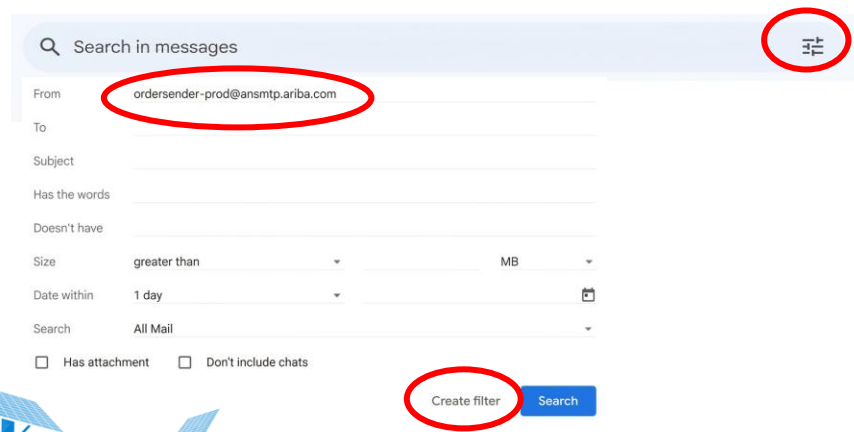 Search in messages
From ordersender-prod@ansmtp.ariba.com
To
Subject
Has the words
Doesn't have
Size greater than MB
Date within 1 day
Search All Mail
Has attachment Don't include chats
Create filter Search